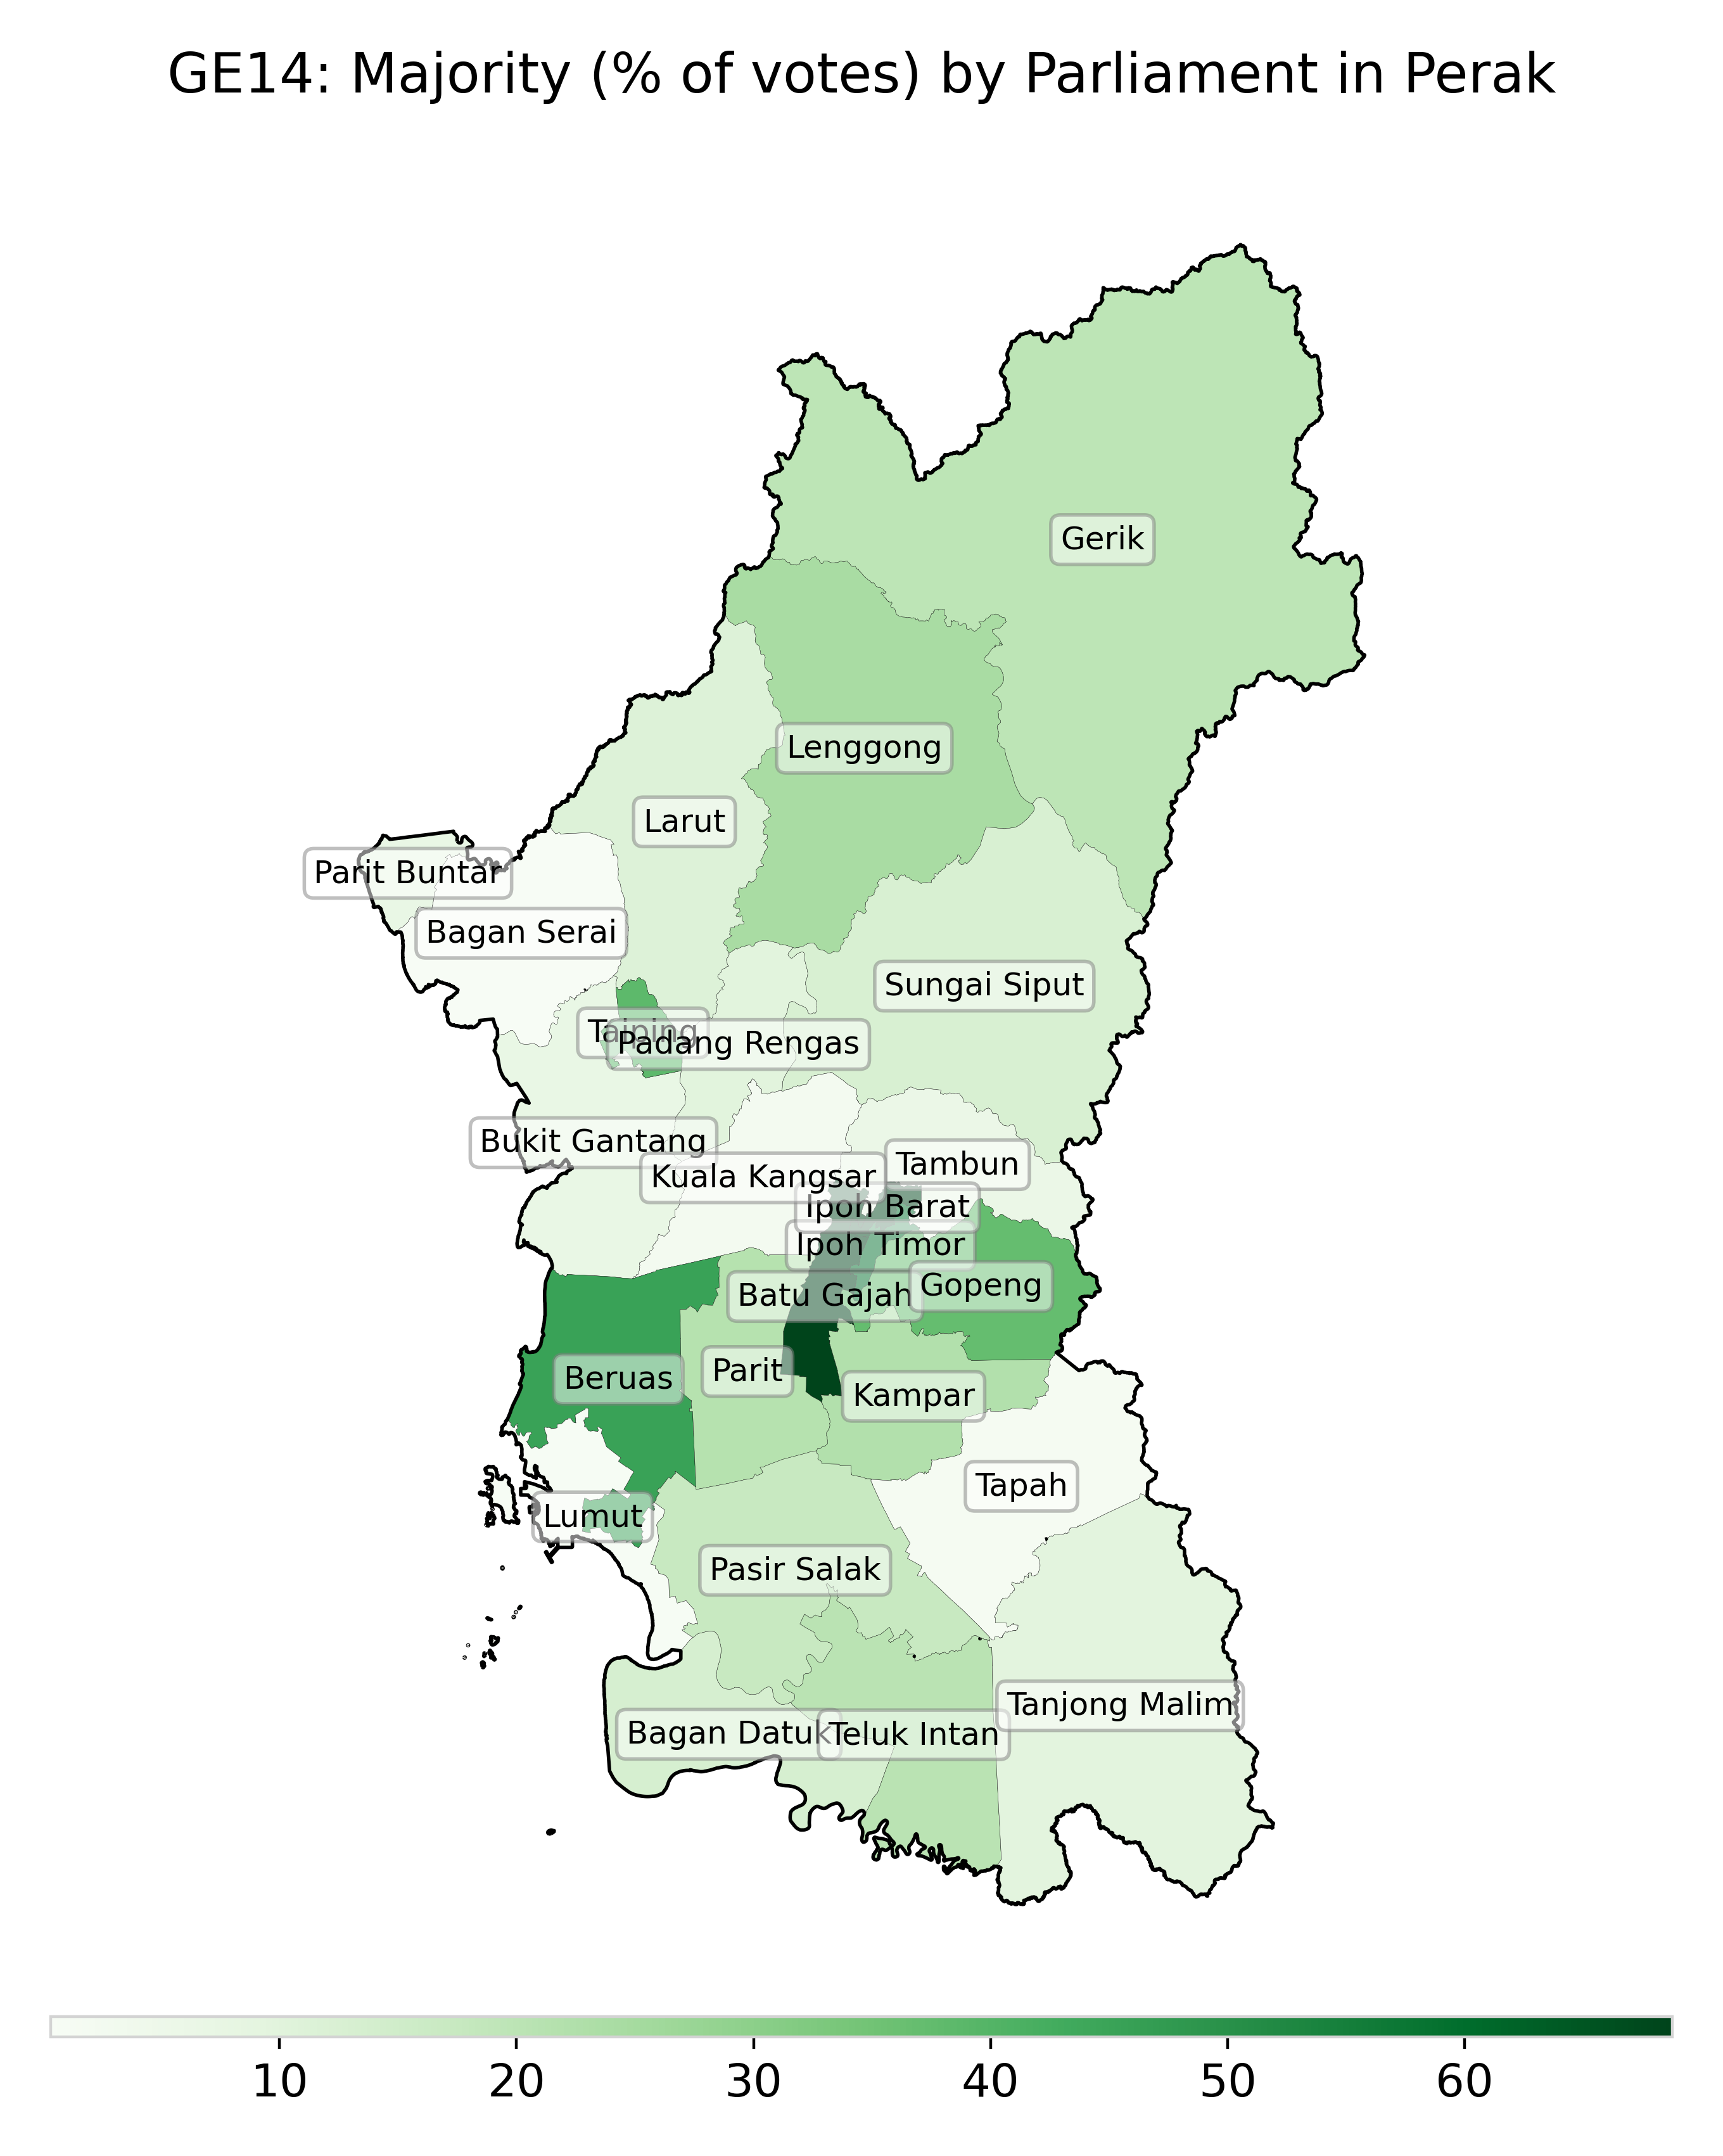 GE14: Majority (% of votes) by Parliament in Perak
Gerik
Lenggong
Larut
Parit Buntar
Bagan Serai
Sungai Siput
Taiping
Padang Rengas
Bukit Gantang
Tambun
Kuala Kangsar
Ipoh Barat
Ipoh Timor
Gopeng
Batu Gajah
Parit
Beruas
Kampar
Tapah
Lumut
Pasir Salak
Tanjong Malim
Bagan Datuk
Teluk Intan
10 20 30 40 50 60